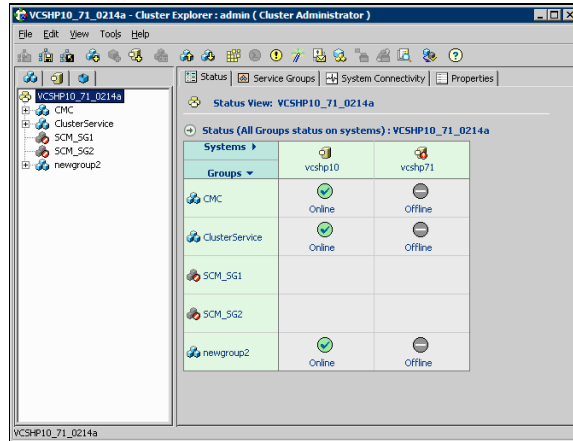 VCSHP10_71_0214a - Cluster Explorer : admin ( Cluster Administrator )
File Edit View Tools Help
Status Service Groups System Connectivity Properties
VCSHP10_71_0214a
CMC
ClusterService
SCM_SG1
SCM_SG2
newgroup2
Status View: VCSHP10_71_0214a
Status (All Groups status on systems) : VCSHP10_71_0214a
Systems
Groups
vcshp10 vcshp71
CMC Online Offline
ClusterService Online Offline
SCM_SG1
SCM_SG2
newgroup2 Online Offline
VCSHP10_71_0214a